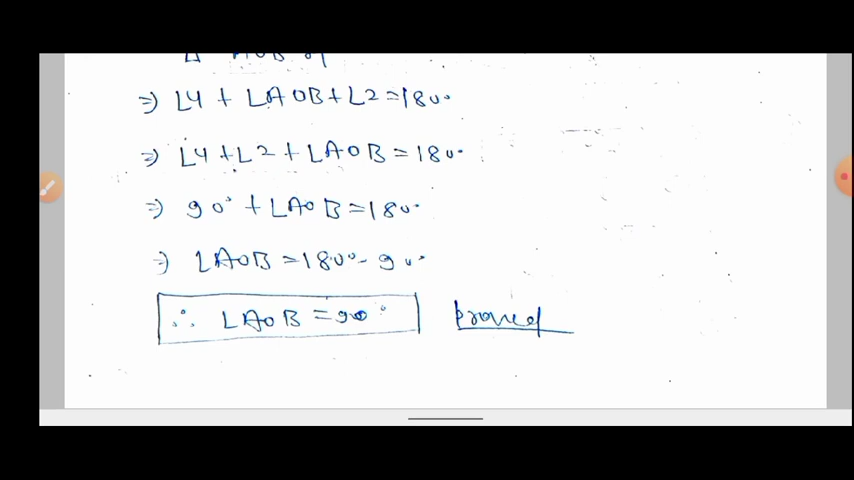 ⇒ ∠4 + ∠AOB + ∠2 = 180°
⇒ ∠4 + ∠2 + ∠AOB = 180°
⇒ 90° + ∠AOB = 180°
⇒ ∠AOB = 180° - 90°
∴ ∠AOB = 90° Proved